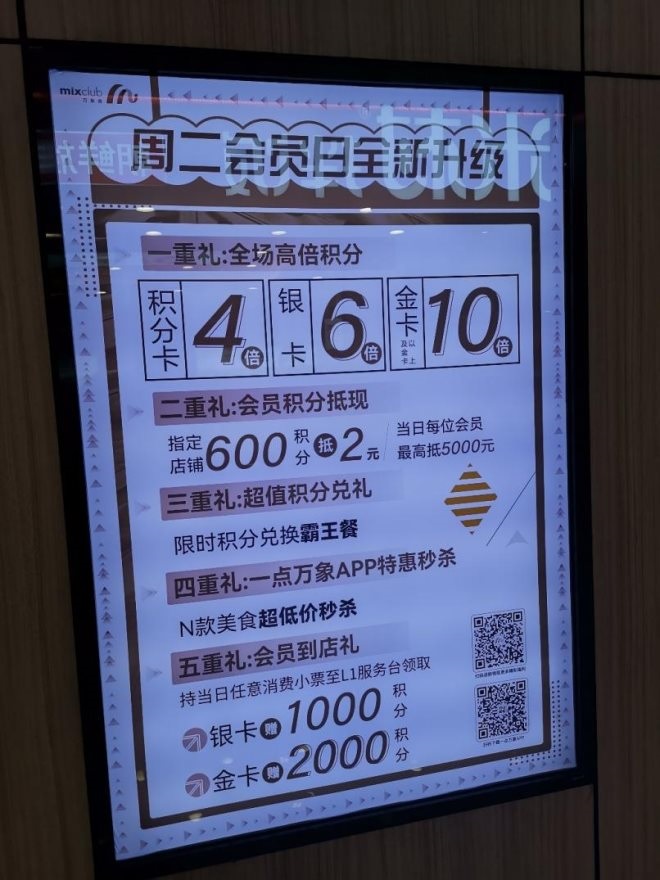 mixclub
万象会
周二会员日全新升级
一重礼:全场高倍积分
积分卡 4倍
银卡 6倍
金卡及以上金卡 10倍
二重礼:会员积分抵现
指定店铺600积分抵2元
当日每位会员
最高抵5000元
三重礼:超值积分兑礼
限时积分兑换霸王餐
四重礼:一点万象APP特惠秒杀
N款美食超低价秒杀
五重礼:会员到店礼
持当日任意消费小票至L1服务台领取
银卡赠1000积分
金卡赠2000积分